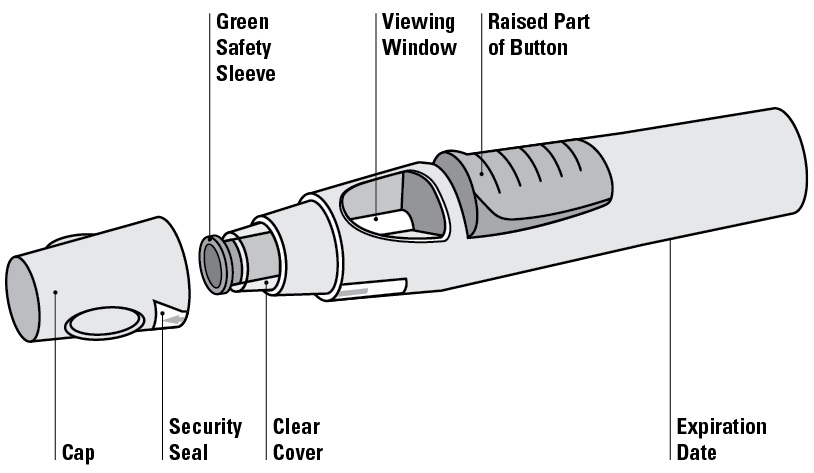 Green
Safety
Sleeve
Viewing
Window
Raised Part
of Button
Cap
Security
Seal
Clear
Cover
Expiration
Date